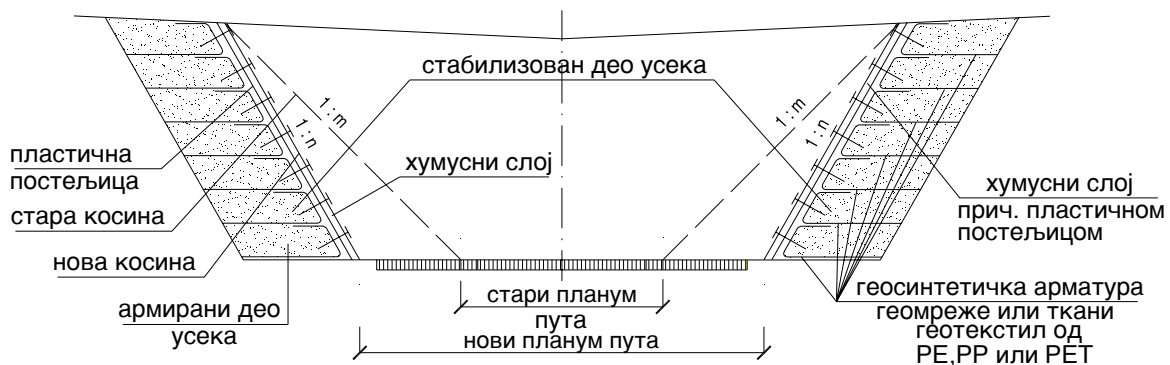 стабилизован део усека
1:m
1:n
1:m
1:n
пластична
постељица
стара косина
нова косина
армирани део
усека
хумусни слој
хумусни слој
прич. пластичном
постељицом
стари планум
пута
нови планум пута
геосинтетичка арматура
геомреже или ткани
геотекстил од
PE,PP или PET